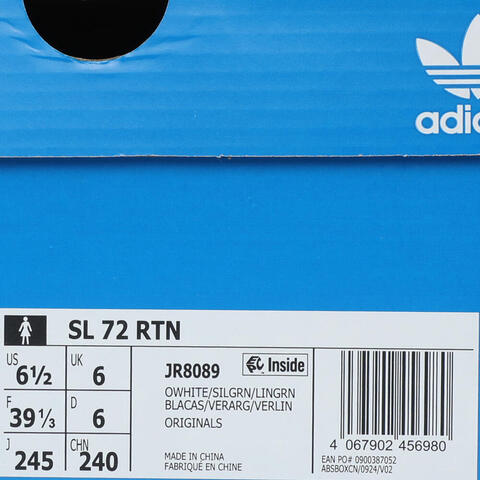 adidas
SL 72 RTN
US 6½ UK 6
F 39⅓ D 6
J 245 CHN 240
JR8089 Inside
OWHITE/SILGRN/LINGRN
BLACAS/VERARG/VERLIN
ORIGINALS
MADE IN CHINA
FABRIQUÉ EN CHINE
4 067902 456980
EAN PO# 0900387052
ABSBOXCN/0924/V02